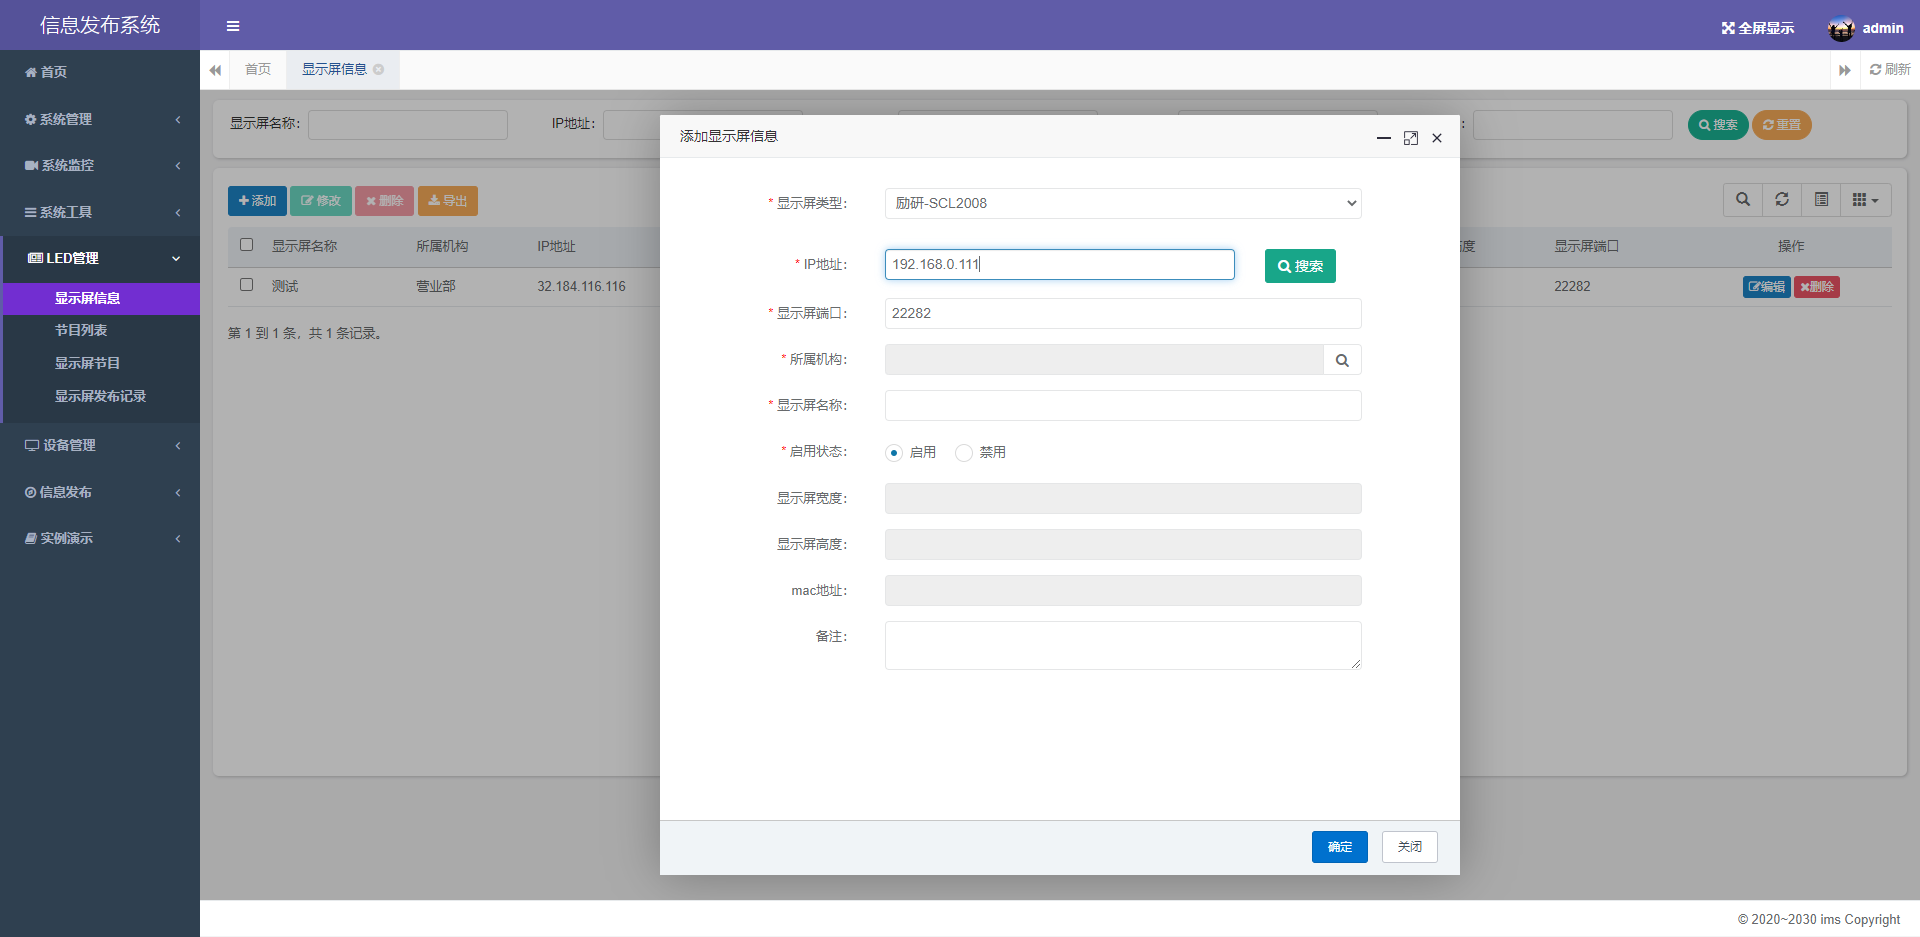 信息发布系统
全屏显示
admin
首页
显示屏信息
刷新
首页
系统管理
系统监控
系统工具
LED管理
显示屏信息
节目列表
显示屏节目
显示屏发布记录
设备管理
信息发布
实例演示
显示屏名称：
IP地址：
：
搜索
重置
添加
修改
删除
导出
显示屏名称
所属机构
IP地址
度
显示屏端口
操作
测试
营业部
32.184.116.116
22282
编辑
删除
第 1 到 1 条，共 1 条记录。
添加显示屏信息
* 显示屏类型：
励研-SCL2008
* IP地址：
192.168.0.111
搜索
* 显示屏端口：
22282
* 所属机构：
* 显示屏名称：
* 启用状态：
启用
禁用
显示屏宽度：
显示屏高度：
mac地址：
备注：
确定
关闭
© 2020~2030 ims Copyright